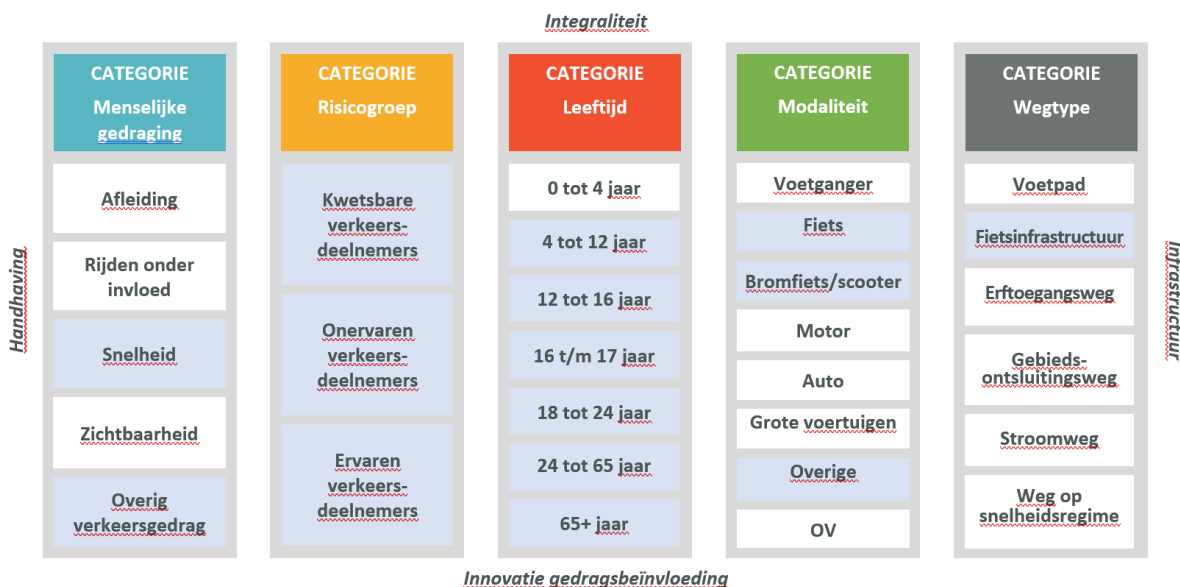 Integraliteit
Handhaving
CATEGORIE
Menselijke
gedraging
Afleiding
Rijden onder
invloed
Snelheid
Zichtbaarheid
Overig
verkeersgedrag
CATEGORIE
Risicogroep
Kwetsbare
verkeers-
deelnemers
Onervaren
verkeers-
deelnemers
Ervaren
verkeers-
deelnemers
CATEGORIE
Leeftijd
0 tot 4 jaar
4 tot 12 jaar
12 tot 16 jaar
16 t/m 17 jaar
18 tot 24 jaar
24 tot 65 jaar
65+ jaar
CATEGORIE
Modaliteit
Voetganger
Fiets
Bromfiets/scooter
Motor
Auto
Grote voertuigen
Overige
OV
CATEGORIE
Wegtype
Voetpad
Fietsinfrastructuur
Erftoegangsweg
Gebieds-
ontsluitingsweg
Stroomweg
Weg op
snelheidsregime
Infrastructuur
Innovatie gedragsbeïnvloeding